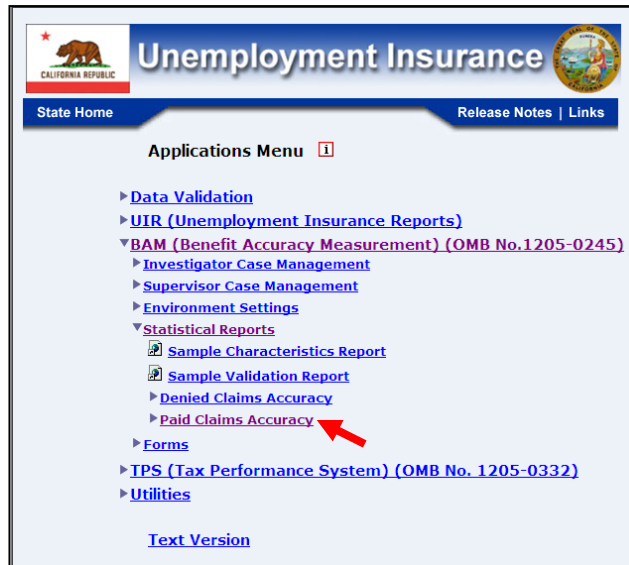 CALIFORNIA REPUBLIC
Unemployment Insurance
State Home
Release Notes | Links
Applications Menu i
Data Validation
UIR (Unemployment Insurance Reports)
BAM (Benefit Accuracy Measurement) (OMB No.1205-0245)
Investigator Case Management
Supervisor Case Management
Environment Settings
Statistical Reports
Sample Characteristics Report
Sample Validation Report
Denied Claims Accuracy
Paid Claims Accuracy
Forms
TPS (Tax Performance System) (OMB No. 1205-0332)
Utilities
Text Version